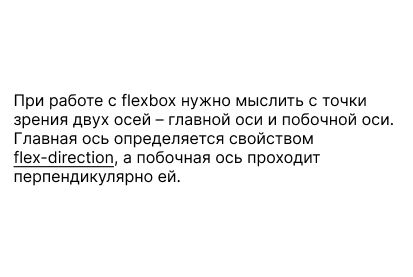 При работе с flexbox нужно мыслить с точки
зрения двух осей – главной оси и побочной оси.
Главная ось определяется свойством
flex-direction, а побочная ось проходит
перпендикулярно ей.